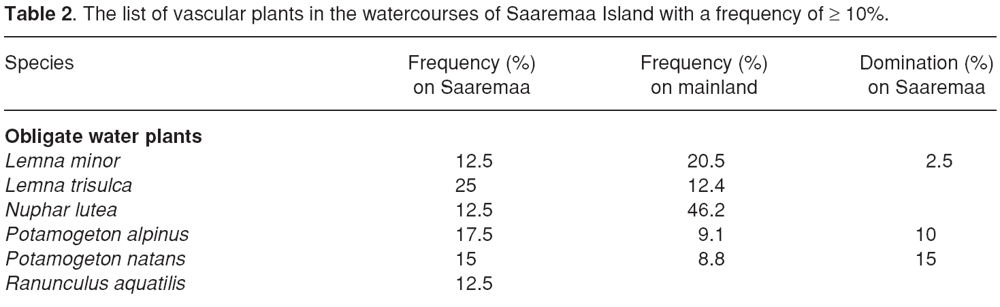 Table 2. The list of vascular plants in the watercourses of Saaremaa Island with a frequency of ≥ 10%.
Species Frequency (%) Frequency (%) Domination (%)
on Saaremaa on mainland on Saaremaa
Obligate water plants
Lemna minor 12.5 20.5 2.5
Lemna trisulca 25 12.4
Nuphar lutea 12.5 46.2
Potamogeton alpinus 17.5 9.1 10
Potamogeton natans 15 8.8 15
Ranunculus aquatilis 12.5